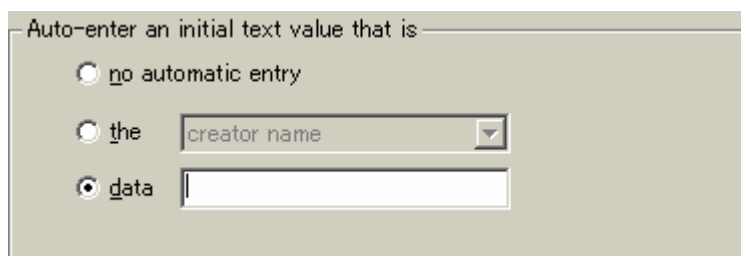 Auto-enter an initial text value that is
no automatic entry
the creator name
data